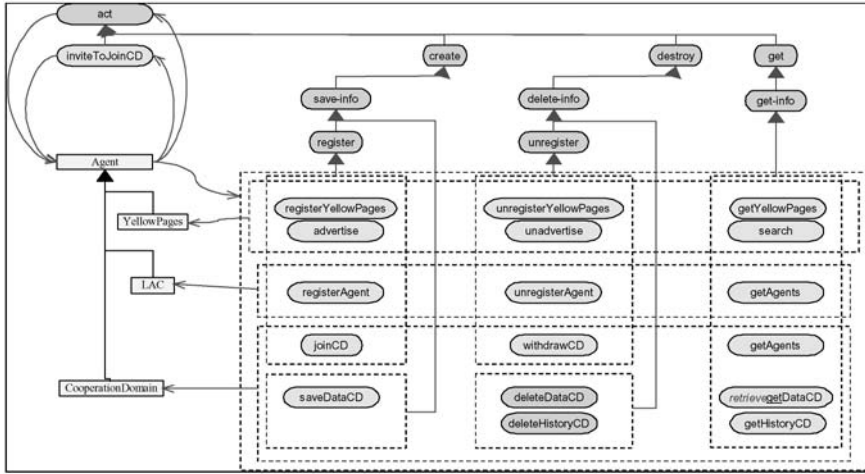 act
inviteToJoinCD
create
destroy
get
save-info
delete-info
get-info
register
unregister
Agent
registerYellowPages
unregisterYellowPages
getYellowPages
YellowPages
advertise
unadvertise
search
LAC
registerAgent
unregisterAgent
getAgents
joinCD
withdrawCD
getAgents
CooperationDomain
saveDataCD
deleteDataCD
retrievegetDataCD
deleteHistoryCD
getHistoryCD